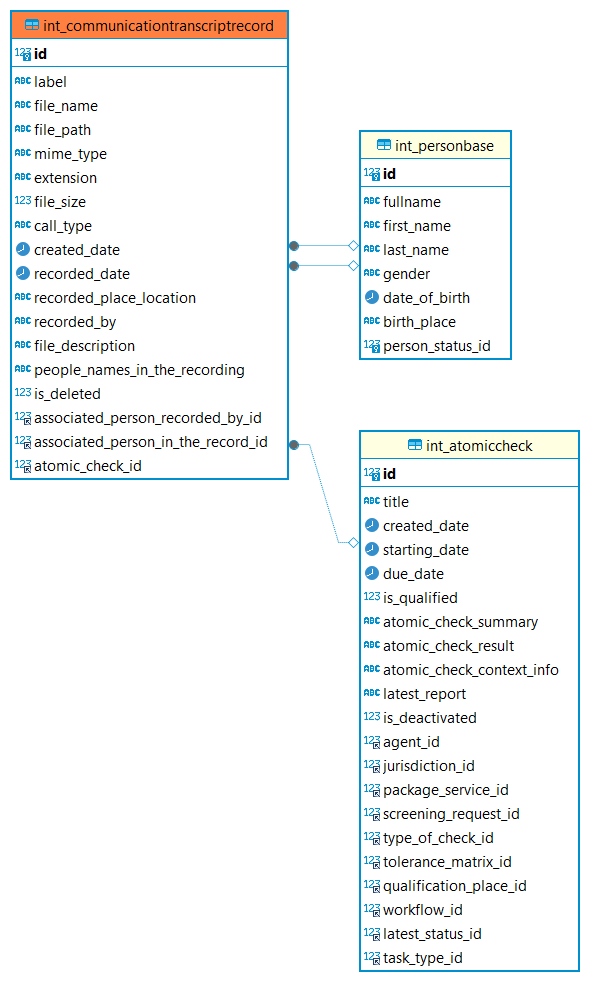 int_communicationtranscriptrecord
123 id
ABC label
ABC file_name
ABC file_path
ABC mime_type
ABC extension
123 file_size
ABC call_type
created_date
recorded_date
ABC recorded_place_location
ABC recorded_by
ABC file_description
ABC people_names_in_the_recording
123 is_deleted
123 associated_person_recorded_by_id
123 associated_person_in_the_record_id
123 atomic_check_id
int_personbase
123 id
ABC fullname
ABC first_name
ABC last_name
ABC gender
date_of_birth
ABC birth_place
123 person_status_id
int_atomiccheck
123 id
ABC title
created_date
starting_date
due_date
123 is_qualified
ABC atomic_check_summary
ABC atomic_check_result
ABC atomic_check_context_info
ABC latest_report
123 is_deactivated
123 agent_id
123 jurisdiction_id
123 package_service_id
123 screening_request_id
123 type_of_check_id
123 tolerance_matrix_id
123 qualification_place_id
123 workflow_id
123 latest_status_id
123 task_type_id